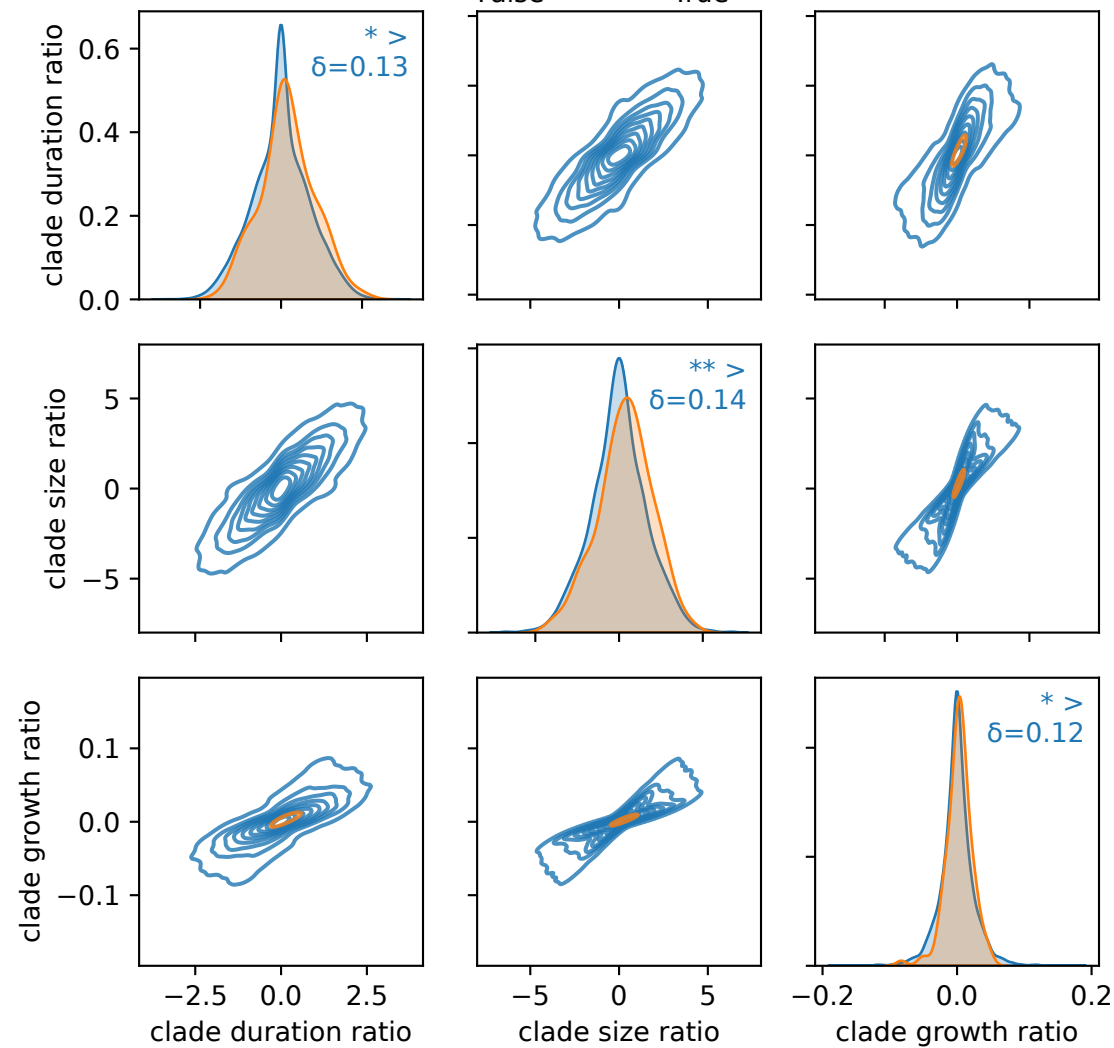 clade duration ratio
0.6
0.4
0.2
0.0
* >
δ=0.13
clade size ratio
5
0
−5
** >
δ=0.14
clade growth ratio
0.1
0.0
−0.1
* >
δ=0.12
−2.5 0.0 2.5
−5 0 5
−0.2 0.0 0.2
clade duration ratio
clade size ratio
clade growth ratio